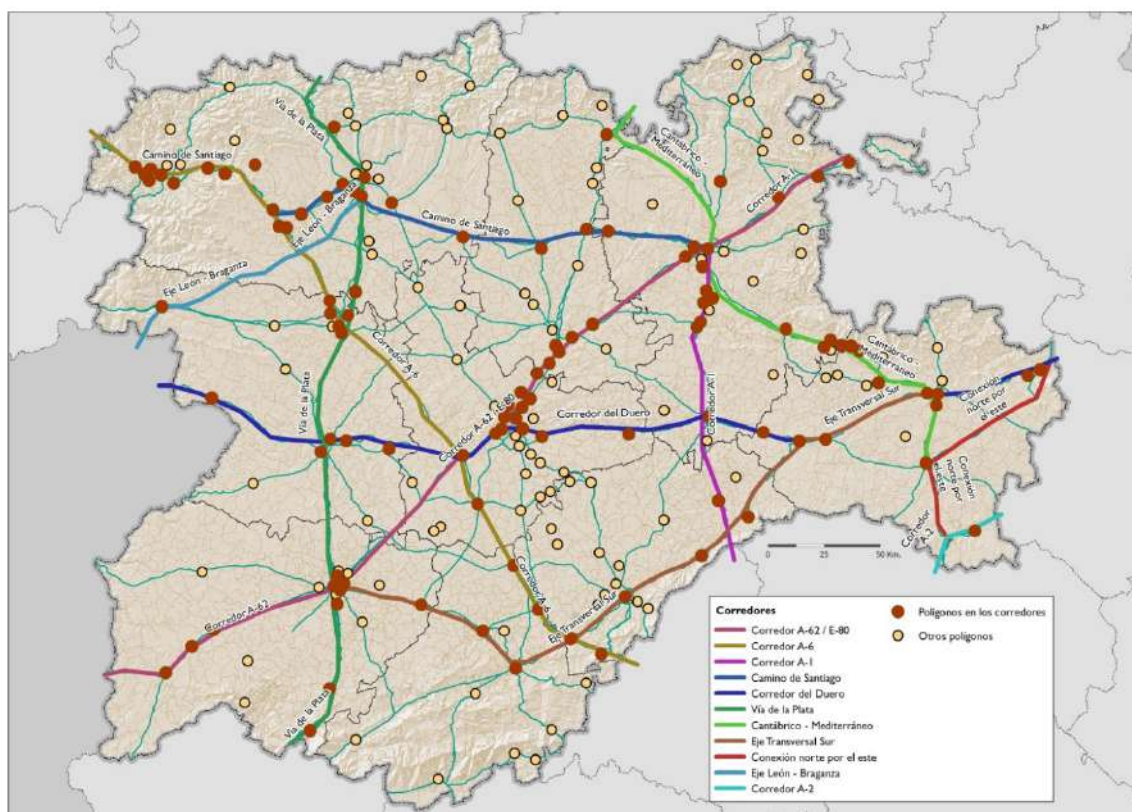 Vía de la Plata
Camino de Santiago
Cantábrico -
Mediterráneo
Corredor A-1
Eje León - Braganza
Camino de Santiago
Eje León - Braganza
Corredor A-6
Cantábrico -
Mediterráneo
Vía de la Plata
Corredor A-62 / E-80
Corredor del Duero
Corredor A-1
Eje Transversal Sur
Conexión
norte por
el este
Conexión
norte por
el este
Corredor
A-2
0 25 50 Km.
Corredor A-6
Eje Transversal Sur
Corredor A-62
Vía de la Plata
Corredores
Corredor A-62 / E-80
Corredor A-6
Corredor A-1
Camino de Santiago
Corredor del Duero
Vía de la Plata
Cantábrico - Mediterráneo
Eje Transversal Sur
Conexión norte por el este
Eje León - Braganza
Corredor A-2
Polígonos en los corredores
Otros polígonos